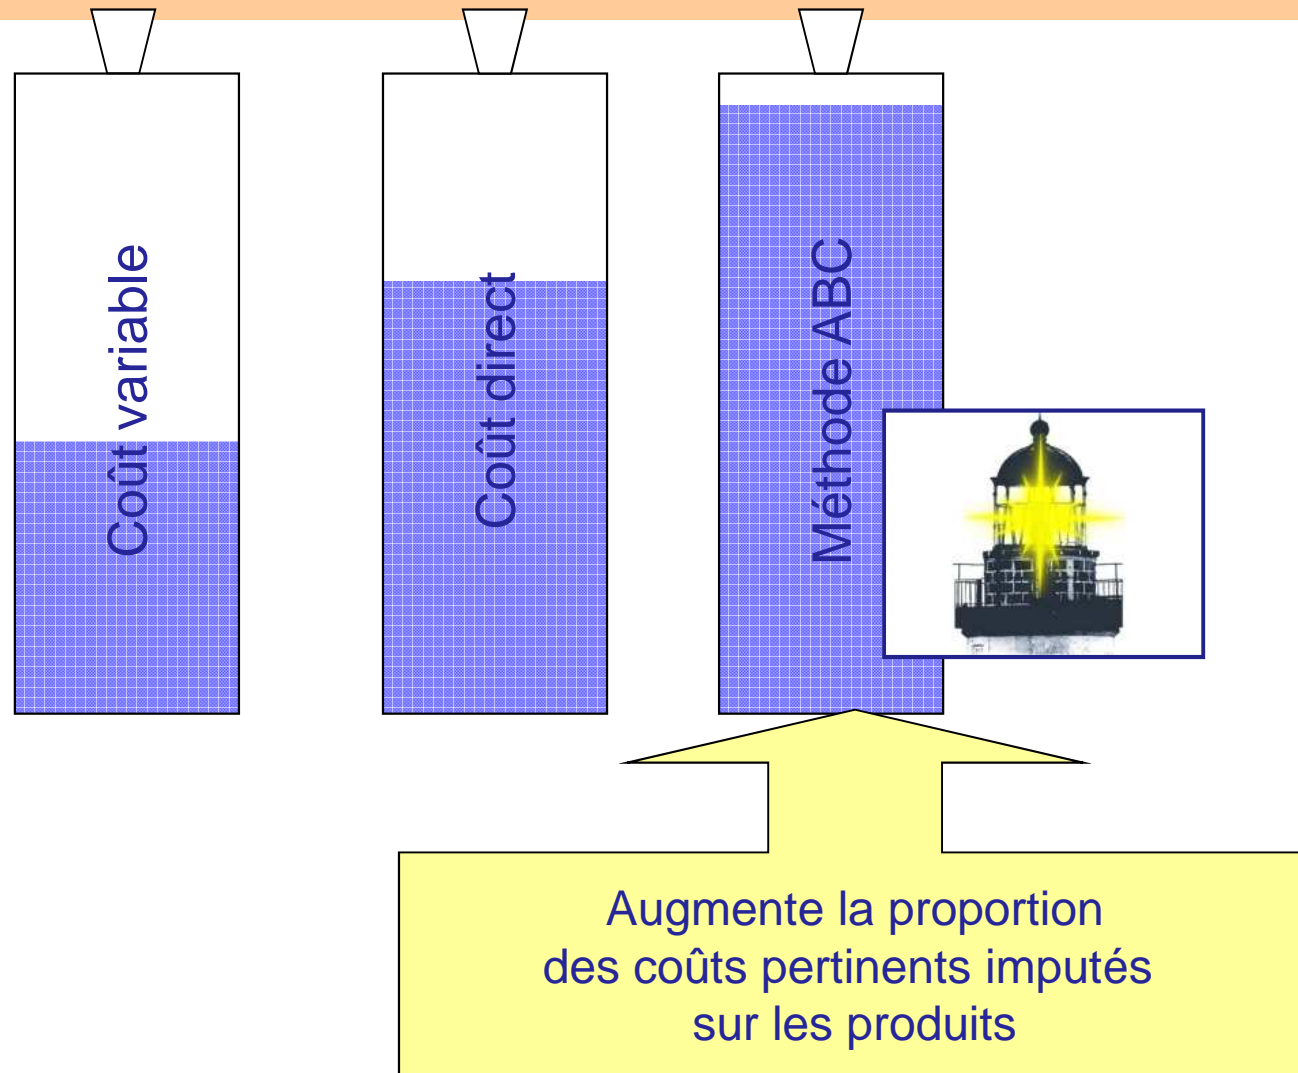 Coût variable
Coût direct
Méthode ABC
Augmente la proportion
des coûts pertinents imputés
sur les produits